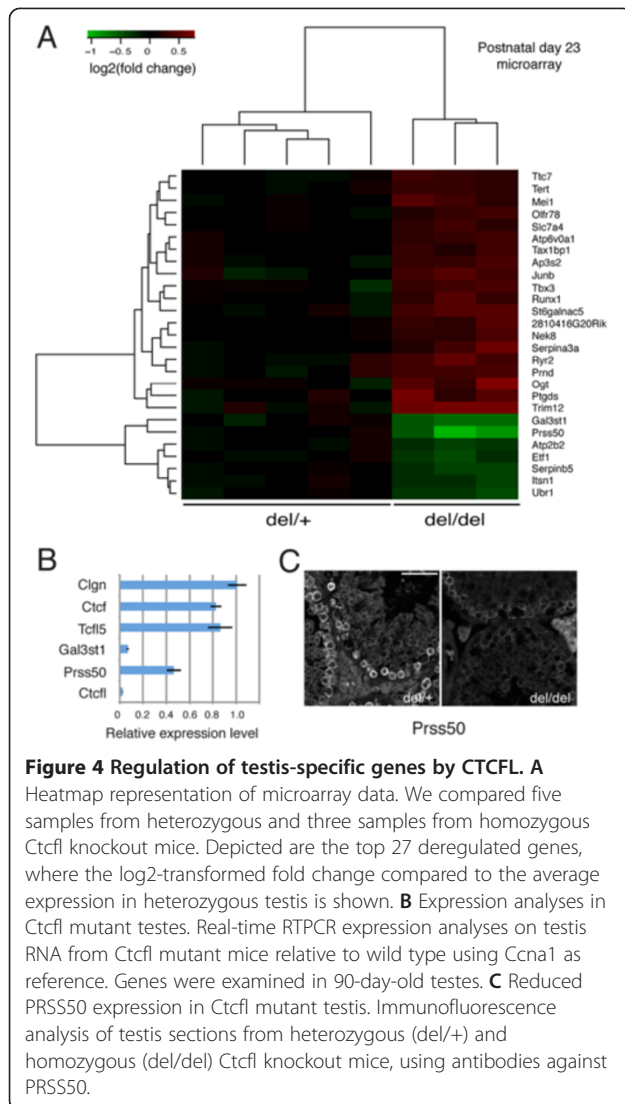 A
-1 -0.5 0 0.5
log2(fold change)
Postnatal day 23
microarray
Ttc7
Tert
Mei1
Olfr78
Slc7a4
Atp6v0a1
Tax1bp1
Ap3s2
Junb
Tbx3
Runx1
St6galnac5
2810416G20Rik
Nek8
Serpina3a
Ryr2
Prnd
Ogt
Ptgds
Trim12
Gal3st1
Prss50
Atp2b2
Etf1
Serpinb5
Itsn1
Ubr1
del/+ del/del
B
Clgn
Ctcf
Tcfl5
Gal3st1
Prss50
Ctcfl
0 0.2 0.4 0.6 0.8 1.0
Relative expression level
C
del/+ del/del
Prss50
Figure 4 Regulation of testis-specific genes by CTCFL. A
Heatmap representation of microarray data. We compared five
samples from heterozygous and three samples from homozygous
Ctcfl knockout mice. Depicted are the top 27 deregulated genes,
where the log2-transformed fold change compared to the average
expression in heterozygous testis is shown. B Expression analyses in
Ctcfl mutant testes. Real-time RTPCR expression analyses on testis
RNA from Ctcfl mutant mice relative to wild type using Ccna1 as
reference. Genes were examined in 90-day-old testes. C Reduced
PRSS50 expression in Ctcfl mutant testis. Immunofluorescence
analysis of testis sections from heterozygous (del/+) and
homozygous (del/del) Ctcfl knockout mice, using antibodies against
PRSS50.